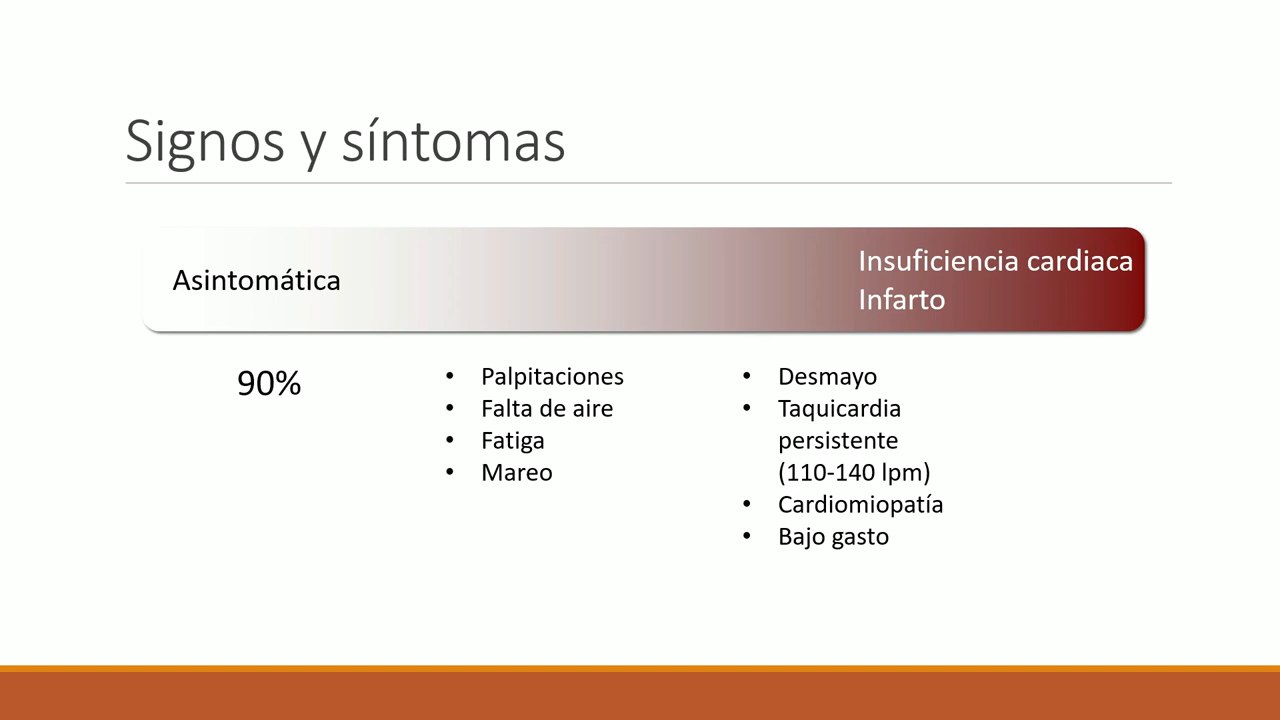 Signos y síntomas
Asintomática
Insuficiencia cardiaca
Infarto
90%
• Palpitaciones
• Falta de aire
• Fatiga
• Mareo
• Desmayo
• Taquicardia
persistente
(110-140 lpm)
• Cardiomiopatía
• Bajo gasto